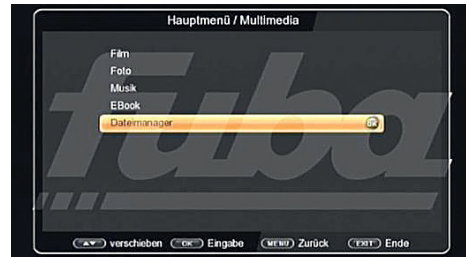 Hauptmenü / Multimedia
Film
Foto
Musik
EBook
Dateimanager OK
fuba
▲▼ verschieben OK Eingabe MENU Zurück EXIT Ende